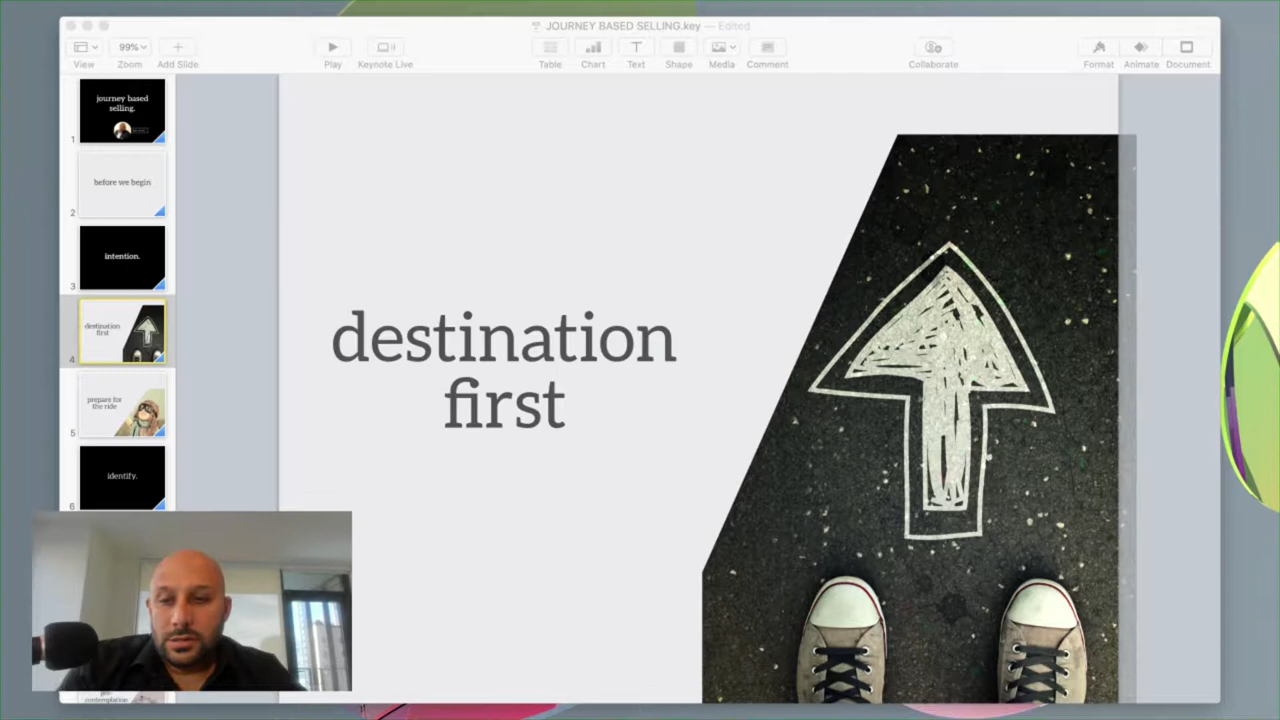 JOURNEY BASED SELLING.key — Edited
99%
View
Zoom
Add Slide
Play
Keynote Live
Table
Chart
Text
Shape
Media
Comment
Collaborate
Format
Animate
Document
journey based
selling.
1
before we begin
2
intention.
3
destination
first
4
prepare for
the ride
5
identify.
6
contemplation
destination
first